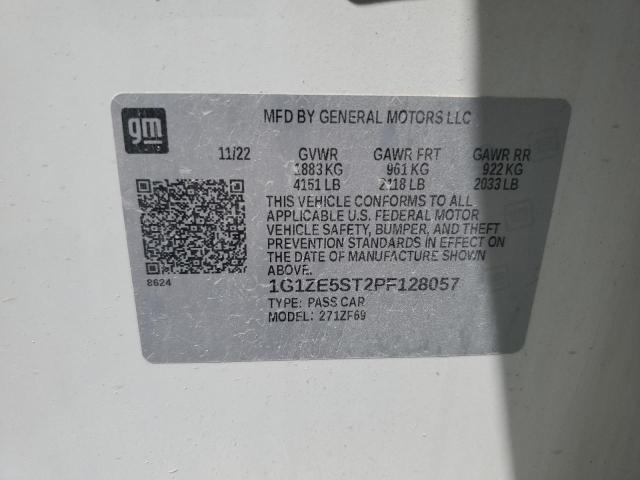 gm
MFD BY GENERAL MOTORS LLC
11/22 GVWR GAWR FRT GAWR RR
1883 KG 961 KG 922 KG
4151 LB 2118 LB 2033 LB
THIS VEHICLE CONFORMS TO ALL
APPLICABLE U.S. FEDERAL MOTOR
VEHICLE SAFETY, BUMPER, AND THEFT
PREVENTION STANDARDS IN EFFECT ON
THE DATE OF MANUFACTURE SHOWN
ABOVE.
8624
1G1ZE5ST2PF128057
TYPE: PASS CAR
MODEL: 271ZF69